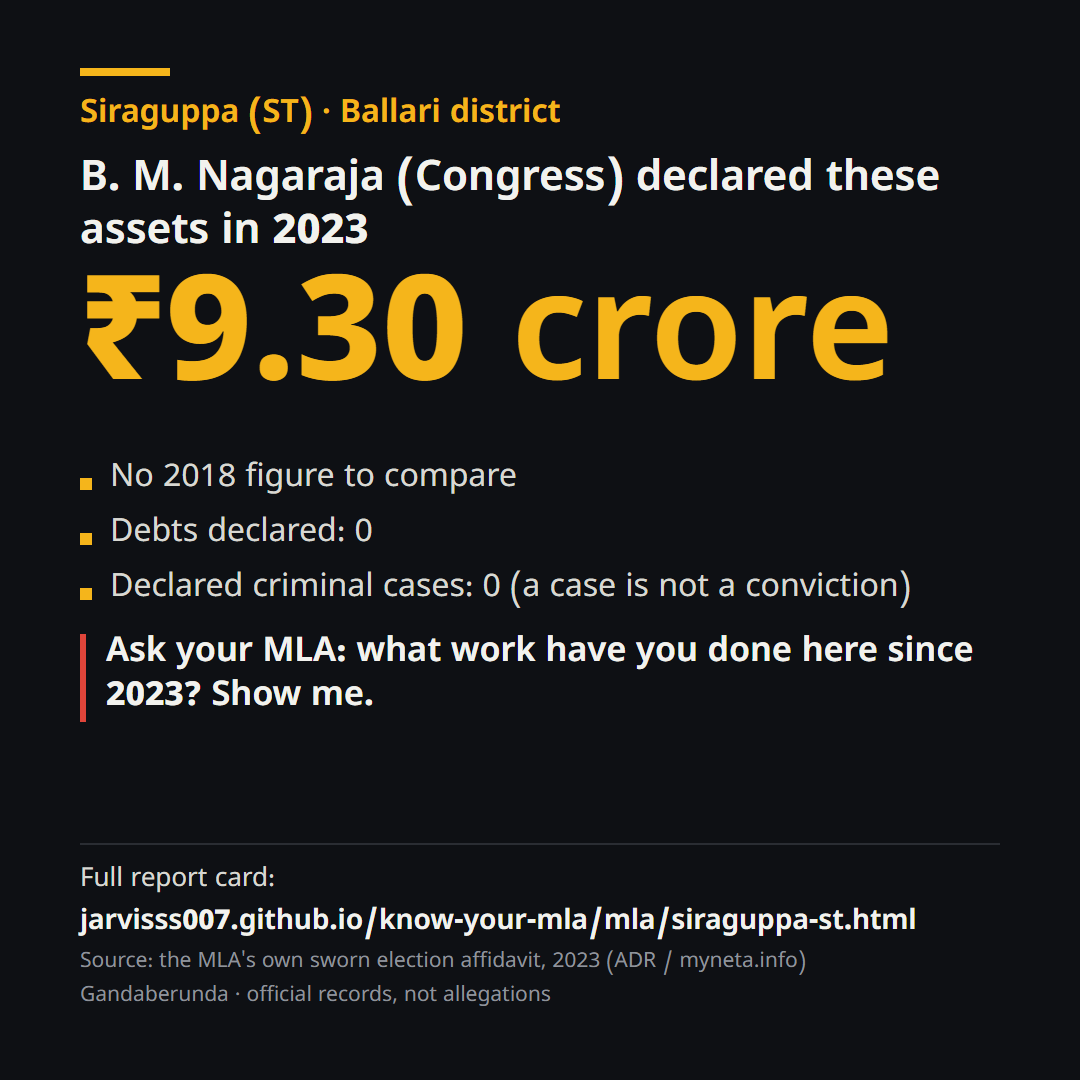 Siraguppa (ST) · Ballari district
B. M. Nagaraja (Congress) declared these
assets in 2023
₹9.30 crore
No 2018 figure to compare
Debts declared: 0
Declared criminal cases: 0 (a case is not a conviction)
Ask your MLA: what work have you done here since
2023? Show me.
Full report card:
jarvisss007.github.io/know-your-mla/mla/siraguppa-st.html
Source: the MLA's own sworn election affidavit, 2023 (ADR / myneta.info)
Gandaberunda · official records, not allegations